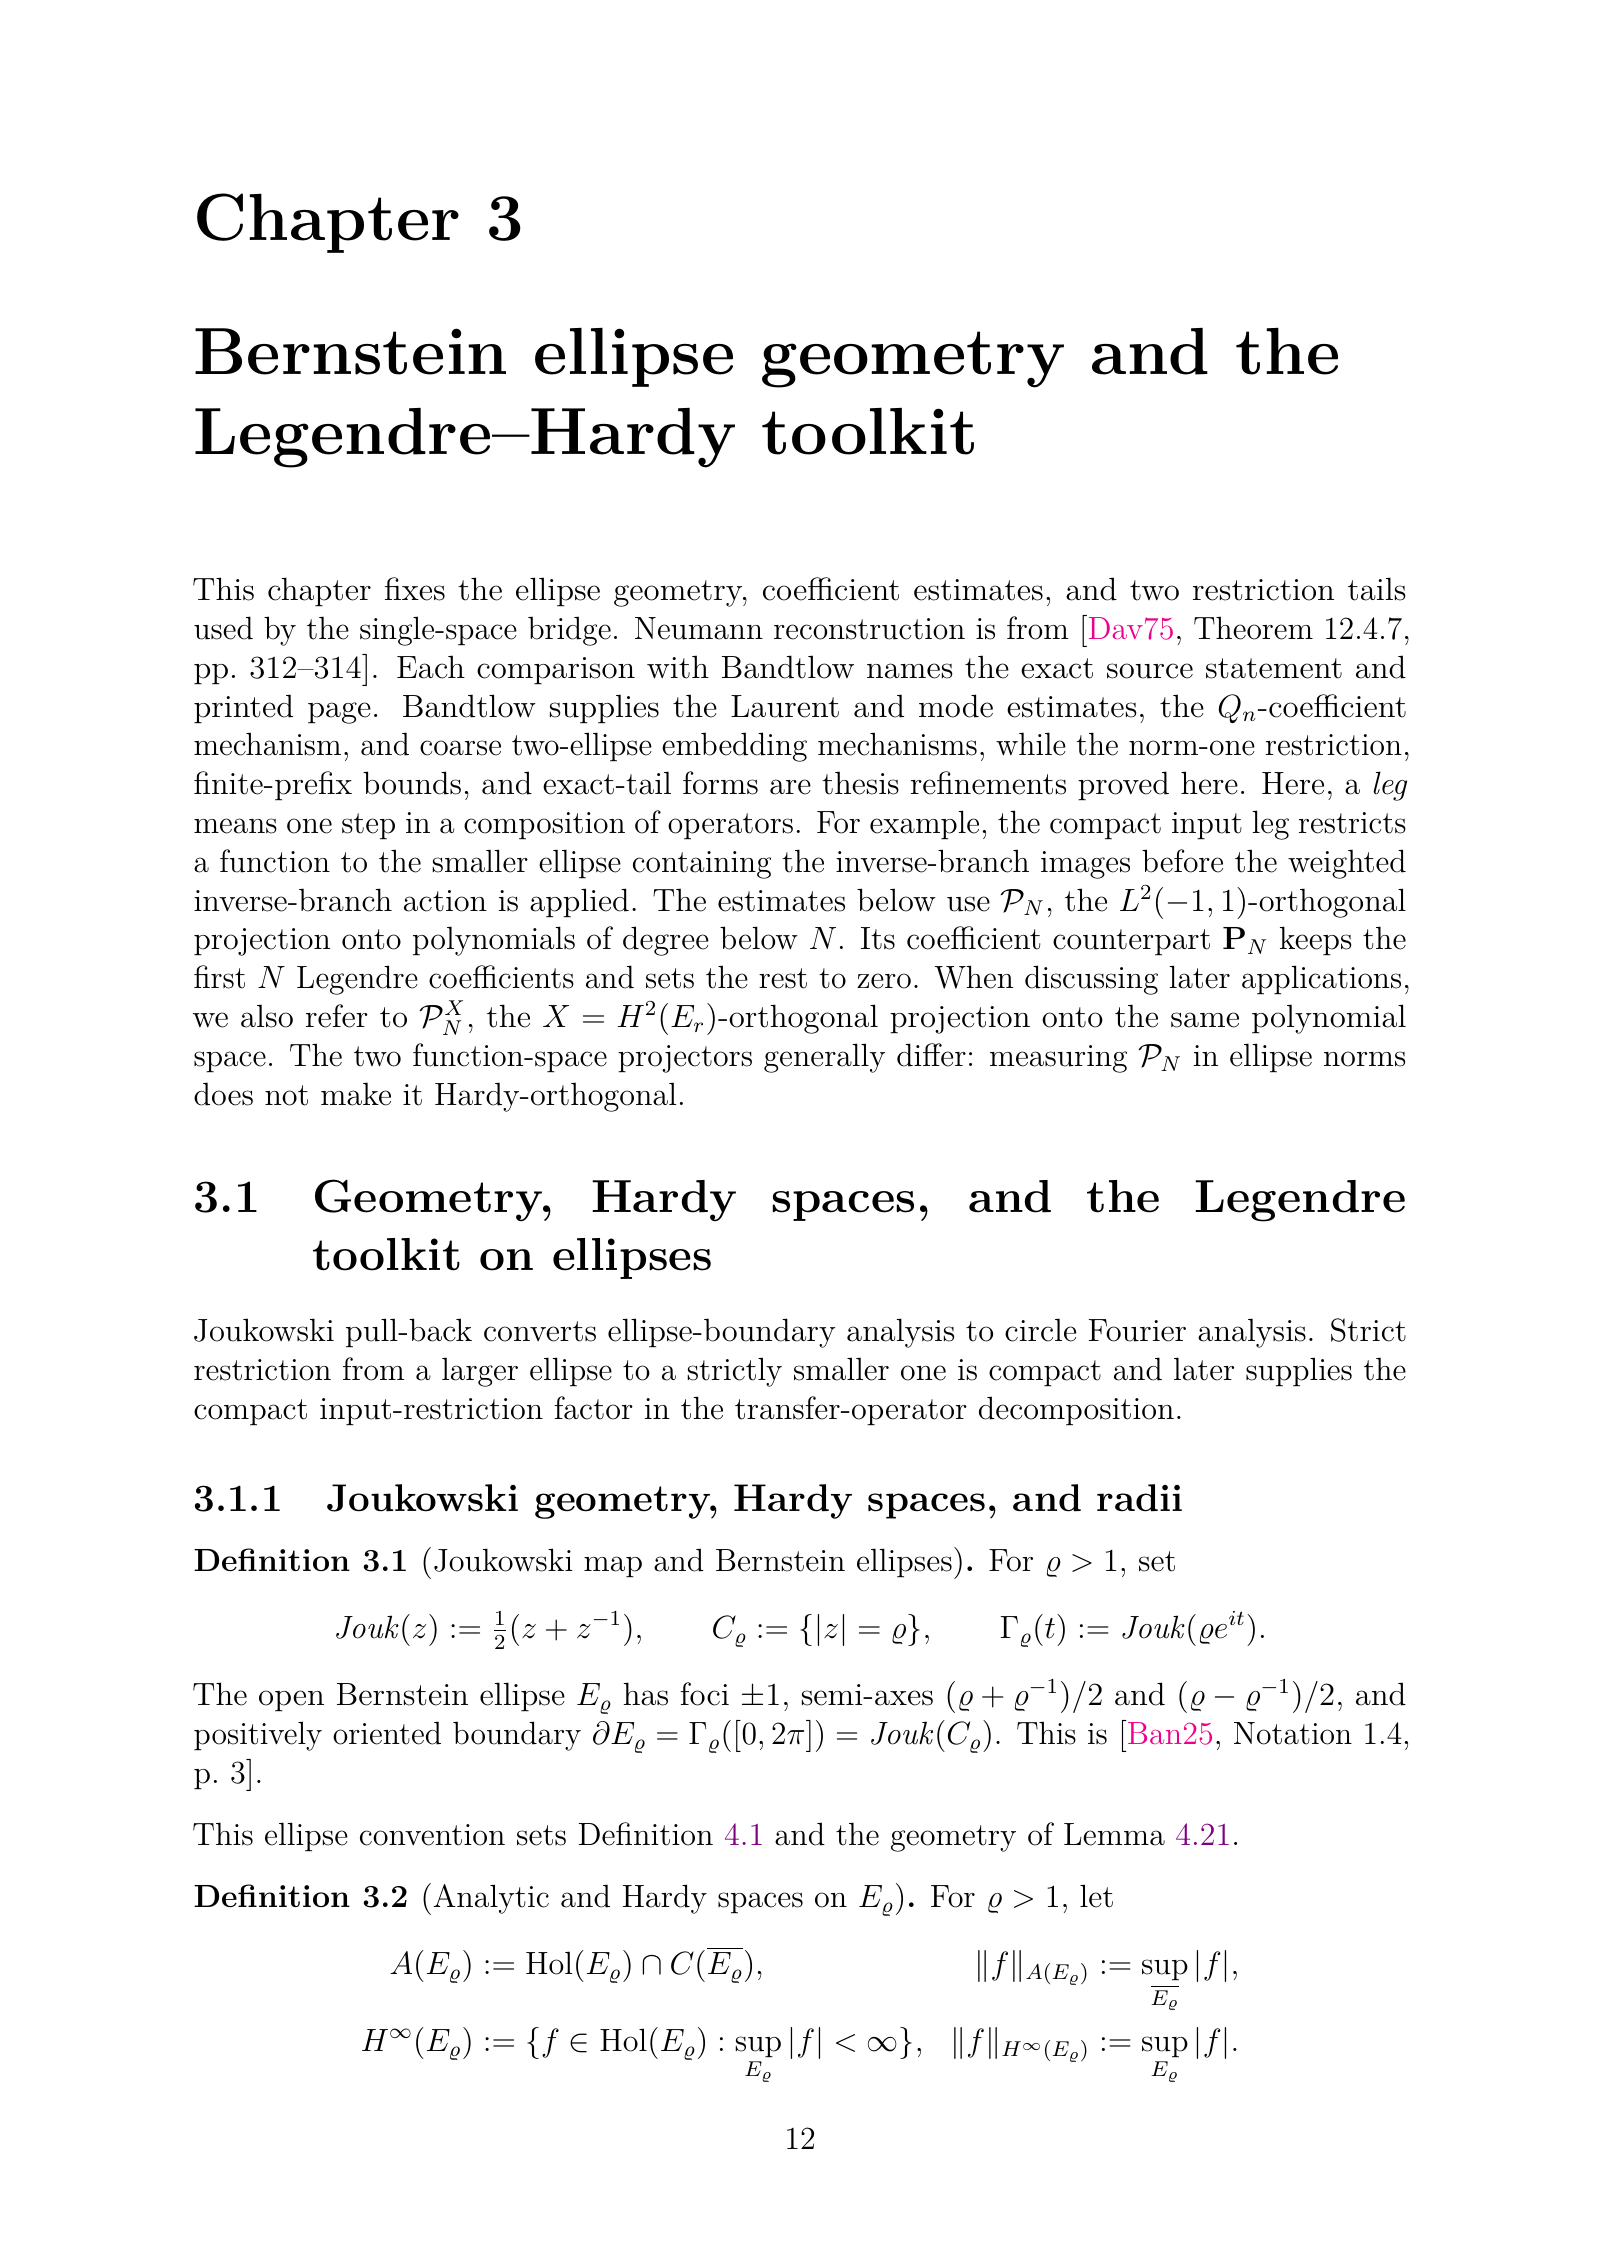 Chapter 3
Bernstein ellipse geometry and the
Legendre–Hardy toolkit
This chapter fixes the ellipse geometry, coefficient estimates, and two restriction tails
used by the single-space bridge. Neumann reconstruction is from [Dav75, Theorem 12.4.7,
pp. 312–314]. Each comparison with Bandtlow names the exact source statement and
printed page. Bandtlow supplies the Laurent and mode estimates, the Qₙ-coefficient
mechanism, and coarse two-ellipse embedding mechanisms, while the norm-one restriction,
finite-prefix bounds, and exact-tail forms are thesis refinements proved here. Here, a leg
means one step in a composition of operators. For example, the compact input leg restricts
a function to the smaller ellipse containing the inverse-branch images before the weighted
inverse-branch action is applied. The estimates below use 𝒫_N, the L²(−1, 1)-orthogonal
projection onto polynomials of degree below N. Its coefficient counterpart 𝐏_N keeps the
first N Legendre coefficients and sets the rest to zero. When discussing later applications,
we also refer to 𝒫_N^X, the X = H²(E_r)-orthogonal projection onto the same polynomial
space. The two function-space projectors generally differ: measuring 𝒫_N in ellipse norms
does not make it Hardy-orthogonal.
3.1 Geometry, Hardy spaces, and the Legendre
toolkit on ellipses
Joukowski pull-back converts ellipse-boundary analysis to circle Fourier analysis. Strict
restriction from a larger ellipse to a strictly smaller one is compact and later supplies the
compact input-restriction factor in the transfer-operator decomposition.
3.1.1 Joukowski geometry, Hardy spaces, and radii
Definition 3.1 (Joukowski map and Bernstein ellipses). For ϱ > 1, set
Jouk(z) := ½(z + z⁻¹), C_ϱ := {|z| = ϱ}, Γ_ϱ(t) := Jouk(ϱe^{it}).
The open Bernstein ellipse E_ϱ has foci ±1, semi-axes (ϱ + ϱ⁻¹)/2 and (ϱ − ϱ⁻¹)/2, and
positively oriented boundary ∂E_ϱ = Γ_ϱ([0, 2π]) = Jouk(C_ϱ). This is [Ban25, Notation 1.4,
p. 3].
This ellipse convention sets Definition 4.1 and the geometry of Lemma 4.21.
Definition 3.2 (Analytic and Hardy spaces on E_ϱ). For ϱ > 1, let
A(E_ϱ) := Hol(E_ϱ) ∩ C(\overline{E_ϱ}), ‖f‖_{A(E_ϱ)} := sup_{\overline{E_ϱ}} |f|,
H^∞(E_ϱ) := {f ∈ Hol(E_ϱ) : sup_{E_ϱ} |f| < ∞}, ‖f‖_{H^∞(E_ϱ)} := sup_{E_ϱ} |f|.
12